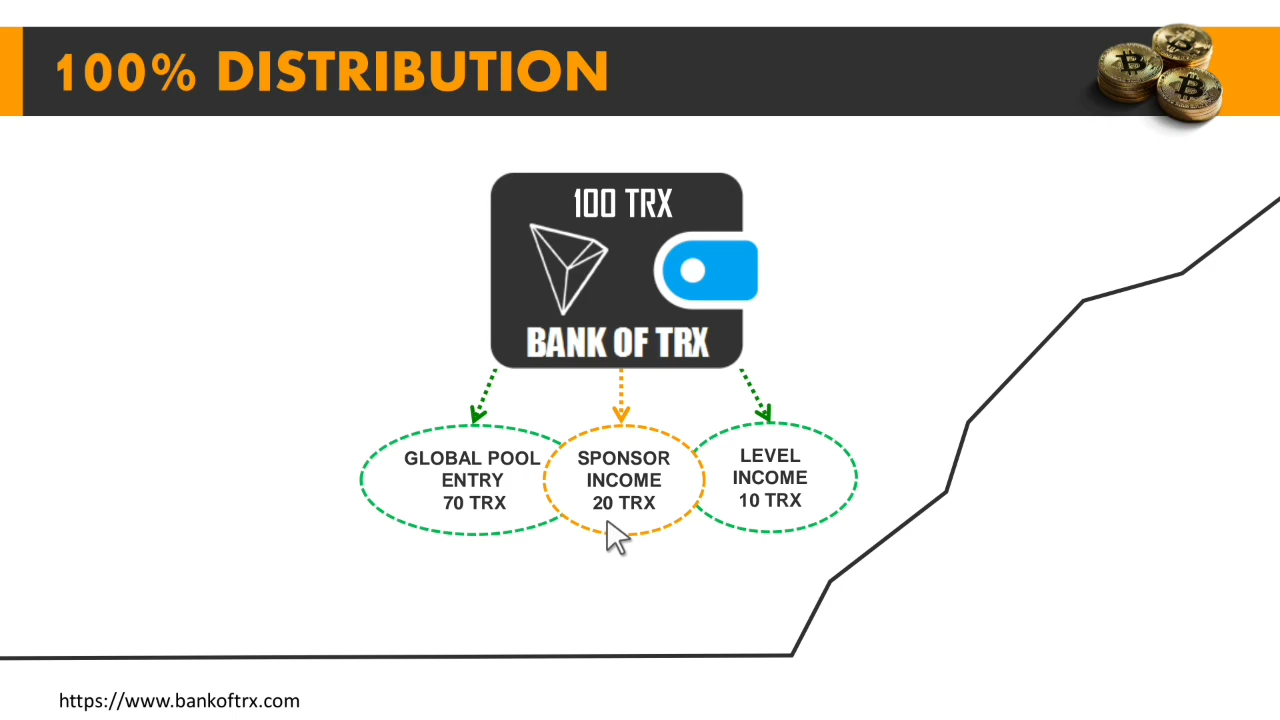 100% DISTRIBUTION
100 TRX
BANK OF TRX
GLOBAL POOL
ENTRY
70 TRX
SPONSOR
INCOME
20 TRX
LEVEL
INCOME
10 TRX
https://www.bankoftrx.com